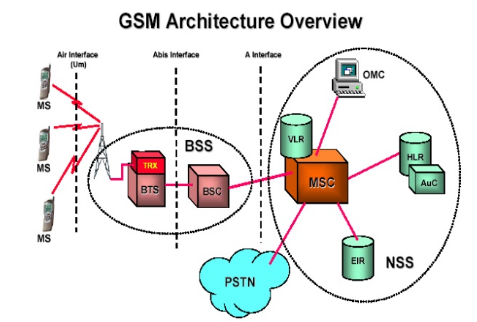 GSM Architecture Overview
Air Interface
(Um)
Abis Interface
A Interface
MS
MS
MS
TRX
BTS
BSS
BSC
VLR
MSC
OMC
HLR
AuC
EIR
NSS
PSTN